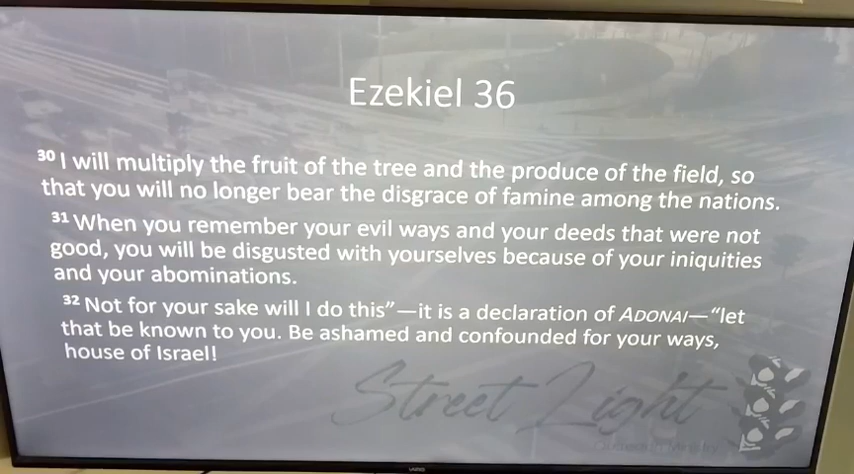 Ezekiel 36
30 I will multiply the fruit of the tree and the produce of the field, so
that you will no longer bear the disgrace of famine among the nations.
31 When you remember your evil ways and your deeds that were not
good, you will be disgusted with yourselves because of your iniquities
and your abominations.
32 Not for your sake will I do this”—it is a declaration of ADONAI—“let
that be known to you. Be ashamed and confounded for your ways,
house of Israel!
Street Light
Outreach Ministry
VIZIO